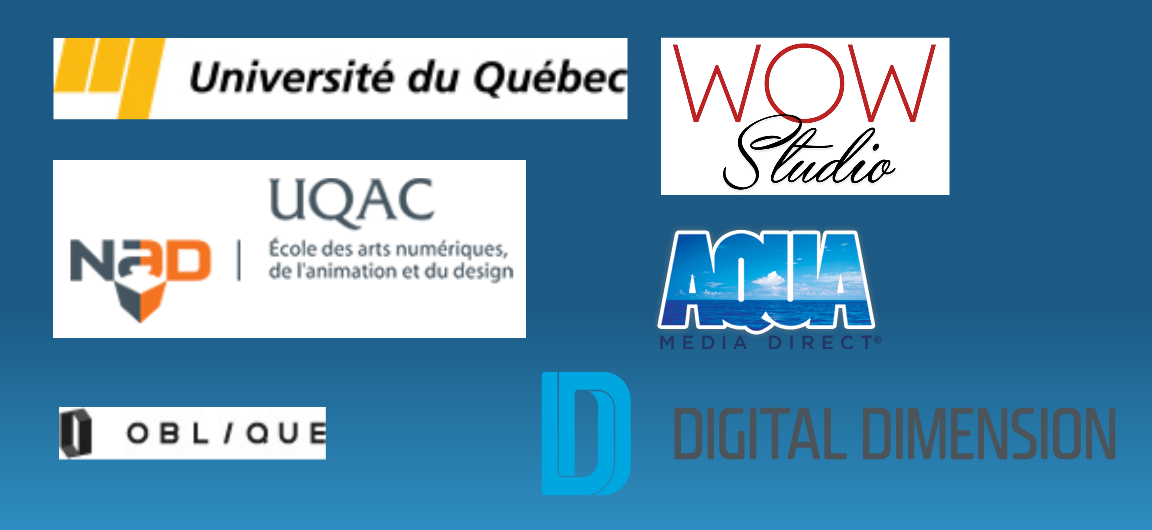 Université du Québec
WOW
Studio
UQAC
NAD
École des arts numériques,
de l'animation et du design
AQUA
MEDIA DIRECT®
OBL/QUE
DIGITAL DIMENSION